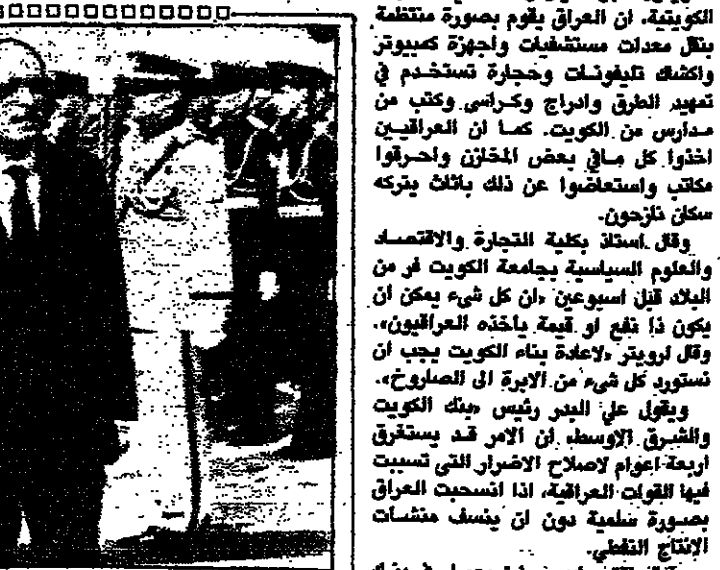 الكويتية، ان العراق يقوم بصورة منتظمة
بنقل معدات مستشفيات واجهزة كمبيوتر
واكشاك تليفونات وحجارة تستخدم في
تمهيد الطرق وادراج وكراسى وكتب من
مدارس من الكويت. كما ان العراقيين
اخذوا كل مافي بعض المخازن واحرقوا
مكاتب واستعاضوا عن ذلك باثاث يتركه
سكان نازحون.
وقال استاذ بكلية التجارة والاقتصاد
والعلوم السياسية بجامعة الكويت فر من
البلاد قبل اسبوعين «ان كل شيء يمكن ان
يكون ذا نفع او قيمة ياخذه العراقيون».
وقال لرويتر «لاعادة بناء الكويت يجب ان
نستورد كل شيء من الابرة الى الصاروخ».
ويقول علي البدر رئيس «بنك الكويت
والشرق الاوسط» ان الامر قد يستغرق
اربعة اعوام لاصلاح الاضرار التي تسببت
فيها القوات العراقية، اذا انسحبت العراق
بصورة سلمية دون ان ينسف منشات
الإنتاج النفطي.